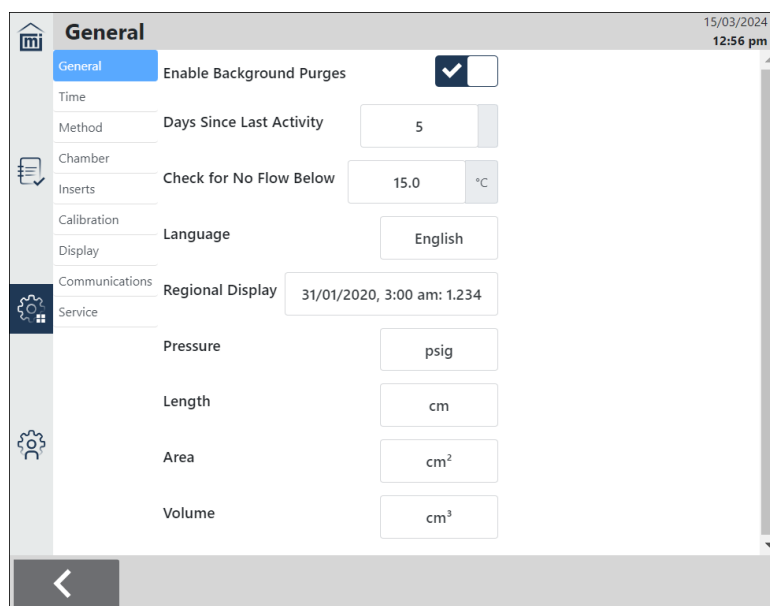 mi
General
15/03/2024
12:56 pm
General
Time
Method
Chamber
Inserts
Calibration
Display
Communications
Service
Enable Background Purges
Days Since Last Activity 5
Check for No Flow Below 15.0 °C
Language English
Regional Display 31/01/2020, 3:00 am: 1.234
Pressure psig
Length cm
Area cm²
Volume cm³